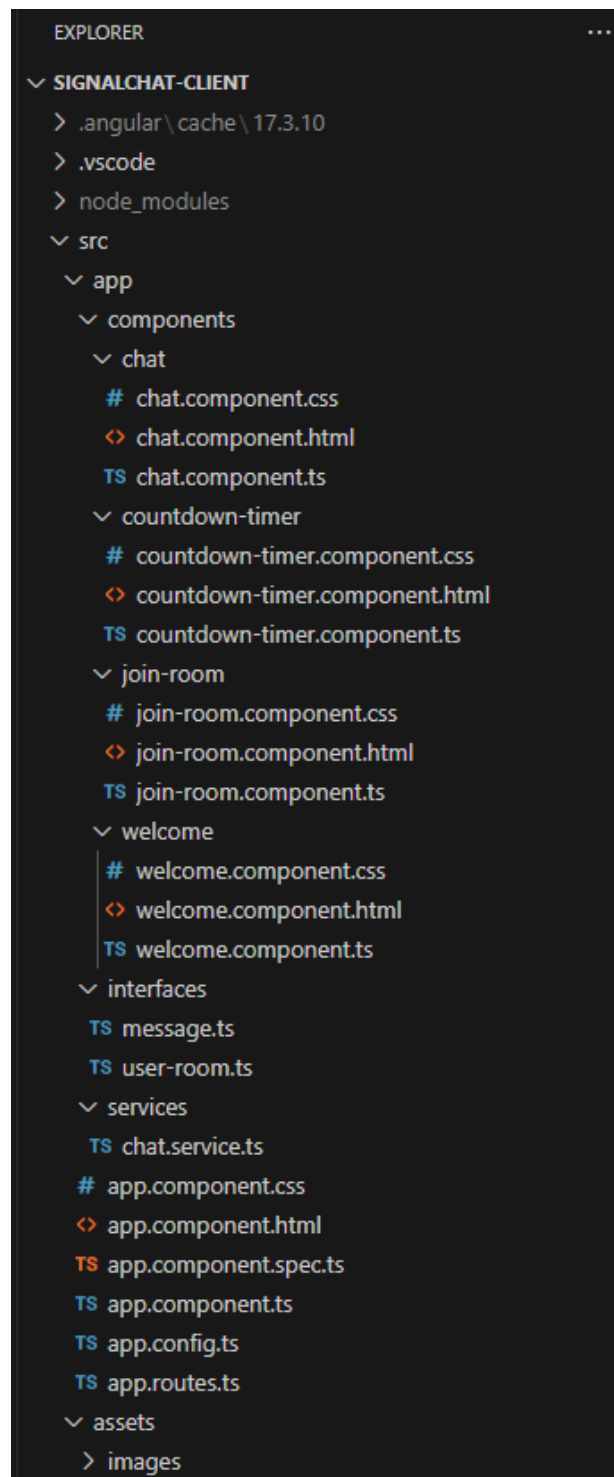 EXPLORER ...
SIGNALCHAT-CLIENT
.angular\cache\17.3.10
.vscode
node_modules
src
app
components
chat
# chat.component.css
<> chat.component.html
TS chat.component.ts
countdown-timer
# countdown-timer.component.css
<> countdown-timer.component.html
TS countdown-timer.component.ts
join-room
# join-room.component.css
<> join-room.component.html
TS join-room.component.ts
welcome
# welcome.component.css
<> welcome.component.html
TS welcome.component.ts
interfaces
TS message.ts
TS user-room.ts
services
TS chat.service.ts
# app.component.css
<> app.component.html
TS app.component.spec.ts
TS app.component.ts
TS app.config.ts
TS app.routes.ts
assets
images